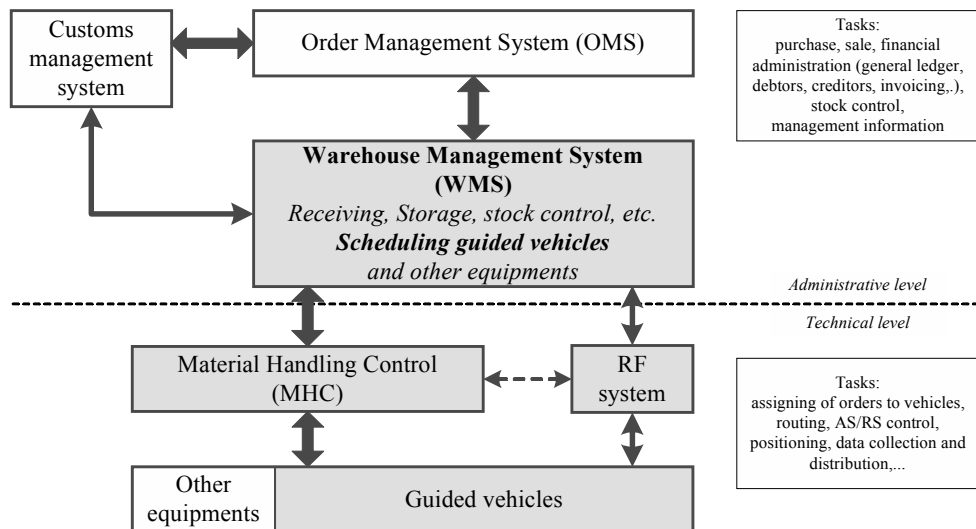 Customs
management
system
Order Management System (OMS)
Tasks:
purchase, sale, financial
administration (general ledger,
debtors, creditors, invoicing,.),
stock control,
management information
Warehouse Management System
(WMS)
Receiving, Storage, stock control, etc.
Scheduling guided vehicles
and other equipments
Administrative level
Technical level
Material Handling Control
(MHC)
RF
system
Tasks:
assigning of orders to vehicles,
routing, AS/RS control,
positioning, data collection and
distribution,...
Other
equipments
Guided vehicles